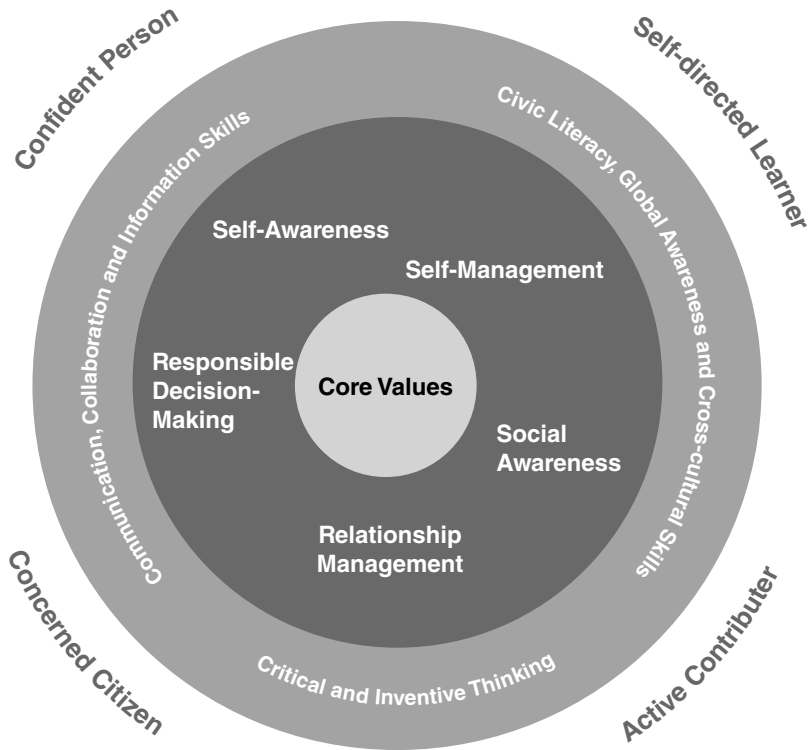 Confident Person
Self-directed Learner
Communication, Collaboration and Information Skills
Civic Literacy, Global Awareness and Cross-cultural Skills
Self-Awareness
Self-Management
Responsible
Decision-
Making
Core Values
Social
Awareness
Relationship
Management
Critical and Inventive Thinking
Concerned Citizen
Active Contributer